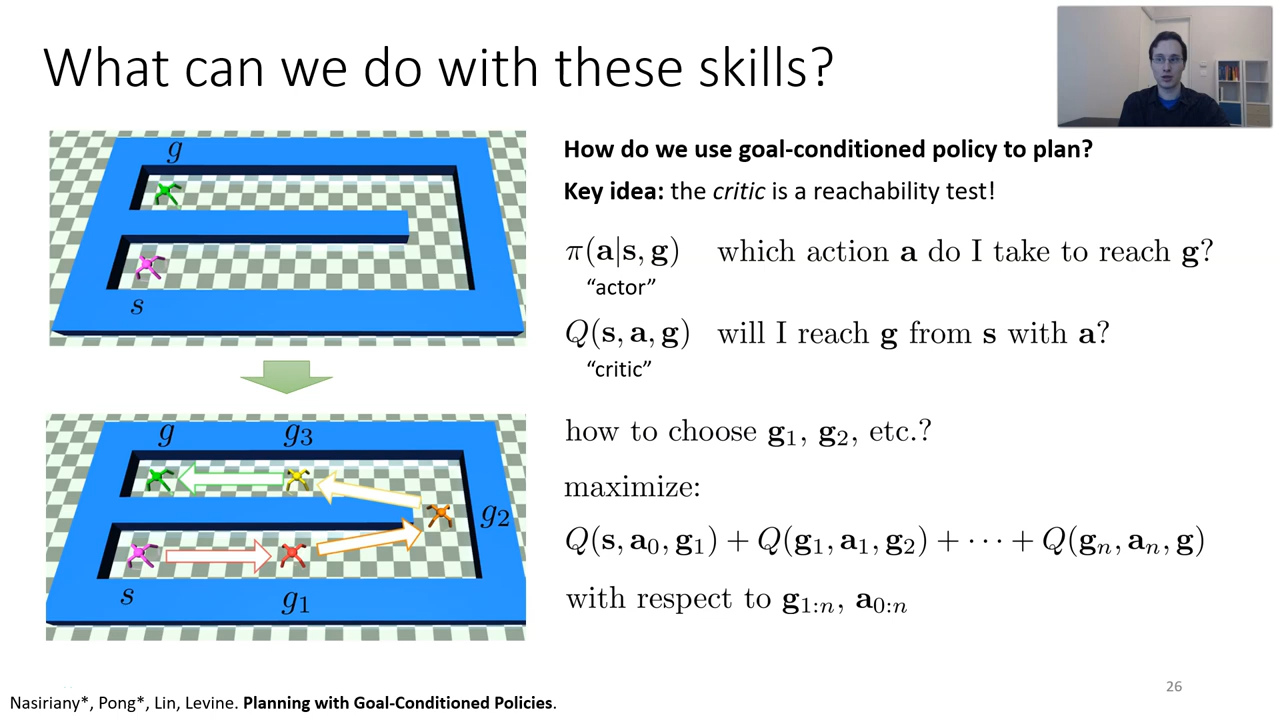 What can we do with these skills?
g
s
g
g₃
g₂
s
g₁
How do we use goal-conditioned policy to plan?
Key idea: the critic is a reachability test!
π(a|s, g) which action a do I take to reach g?
“actor”
Q(s, a, g) will I reach g from s with a?
“critic”
how to choose g₁, g₂, etc.?
maximize:
Q(s, a₀, g₁) + Q(g₁, a₁, g₂) + ⋯ + Q(gₙ, aₙ, g)
with respect to g₁:ₙ, a₀:ₙ
26
Nasiriany*, Pong*, Lin, Levine. Planning with Goal-Conditioned Policies.